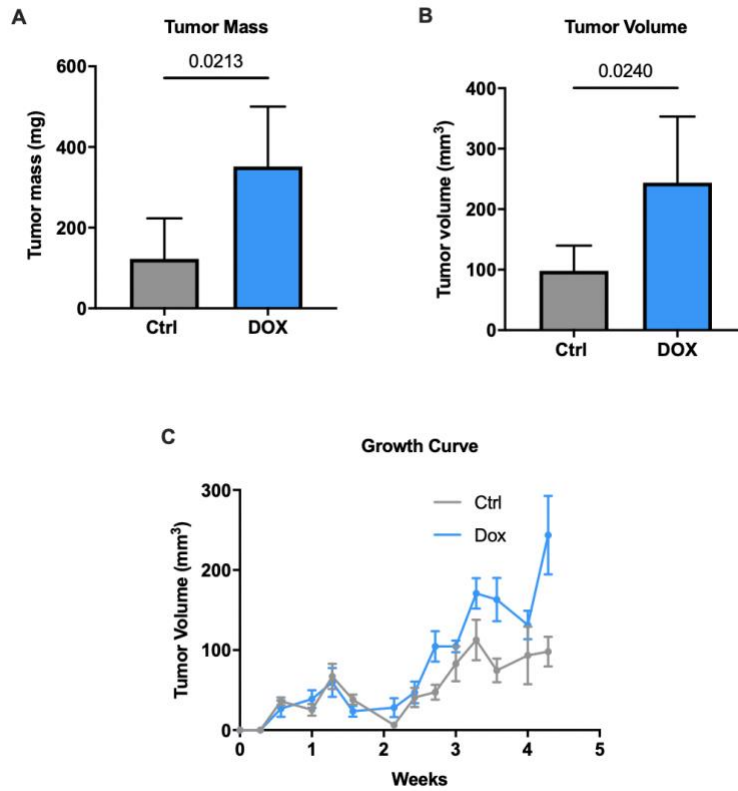 A
Tumor Mass
0.0213
Tumor mass (mg)
600
400
200
0
Ctrl
DOX
B
Tumor Volume
0.0240
Tumor volume (mm³)
400
300
200
100
0
Ctrl
DOX
C
Growth Curve
Tumor Volume (mm³)
300
200
100
0
Ctrl
Dox
0 1 2 3 4 5
Weeks